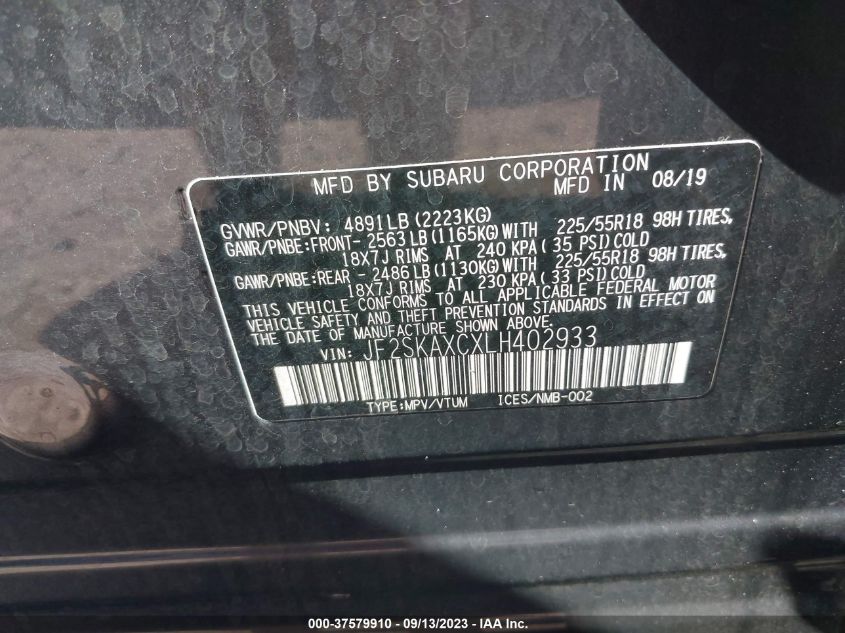 MFD BY SUBARU CORPORATION
MFD IN 08/19
GVWR/PNBV: 4891LB (2223KG)
GAWR/PNBE:FRONT- 2563LB(1165KG)WITH 225/55R18 98H TIRES,
18X7J RIMS AT 240 KPA( 35 PSI)COLD
GAWR/PNBE:REAR - 2486LB(1130KG)WITH 225/55R18 98H TIRES,
18X7J RIMS AT 230 KPA( 33 PSI)COLD
THIS VEHICLE CONFORMS TO ALL APPLICABLE FEDERAL MOTOR
VEHICLE SAFETY AND THEFT PREVENTION STANDARDS IN EFFECT ON
THE DATE OF MANUFACTURE SHOWN ABOVE.
VIN: JF2SKAXCXLH402933
TYPE:MPV/VTUM ICES/NMB-002
000-37579910 - 09/13/2023 - IAA Inc.